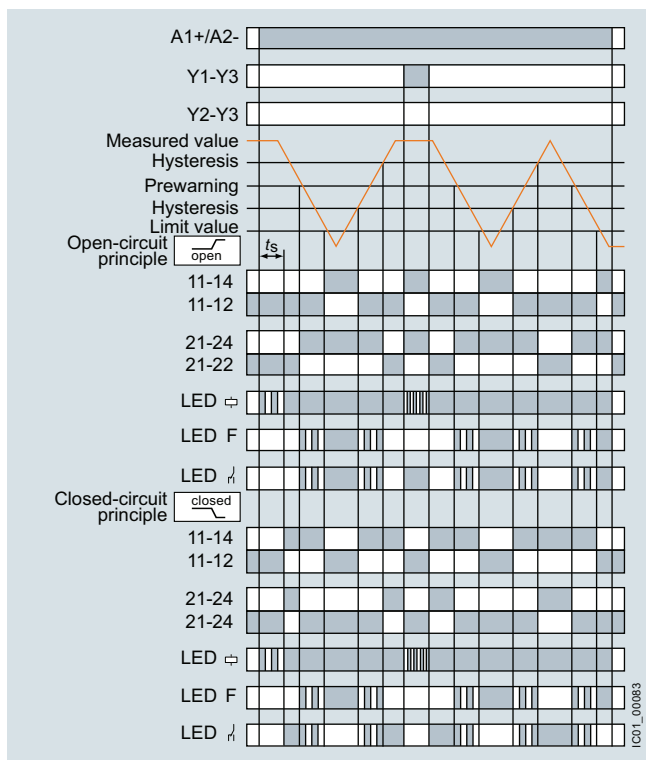 A1+/A2-
Y1-Y3
Y2-Y3
Measured value
Hysteresis
Prewarning
Hysteresis
Limit value
Open-circuit
principle
open
ts
11-14
11-12
21-24
21-22
LED
LED F
LED
Closed-circuit
principle
closed
11-14
11-12
21-24
21-24
LED
LED F
LED
IC01_00083